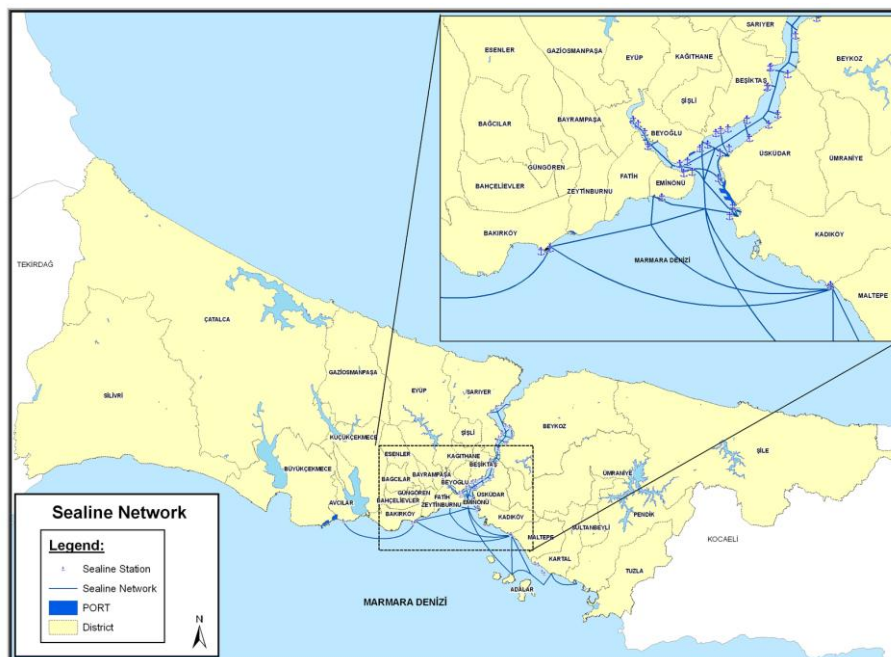 SARIYER
ESENLER
GAZİOSMANPAŞA
EYÜP
KAĞITHANE
BEYKOZ
BEŞİKTAŞ
ŞİŞLİ
BAĞCILAR
BAYRAMPAŞA
BEYOĞLU
ÜSKÜDAR
ÜMRANİYE
GÜNGÖREN
BAHÇELİEVLER
FATİH
EMİNÖNÜ
ZEYTİNBURNU
BAKIRKÖY
KADIKÖY
MARMARA DENİZİ
MALTEPE
TEKİRDAĞ
ÇATALCA
GAZİOSMANPAŞA
EYÜP
SARIYER
SİLİVRİ
BEYKOZ
ŞİŞLİ
KÜÇÜKÇEKMECE
ŞİLE
ESENLER
KAGITHANE
BEŞİKTAŞ
BÜYÜKÇEKMECE
BAGCILAR
BAYRAMPAŞA
BEYOĞLU
ÜMRANİYE
GÜNGÖREN
ÜSKÜDAR
AVCILAR
BAHÇELİEVLER
FATİH
EMİNÖNÜ
ZEYTİNBURNU
PENDİK
BAKIRKÖY
KADIKÖY
SULTANBEYLİ
MALTEPE
KOCAELİ
KARTAL
TUZLA
ADALAR
MARMARA DENİZİ
Sealine Network
Legend:
Sealine Station
Sealine Network
PORT
District
N